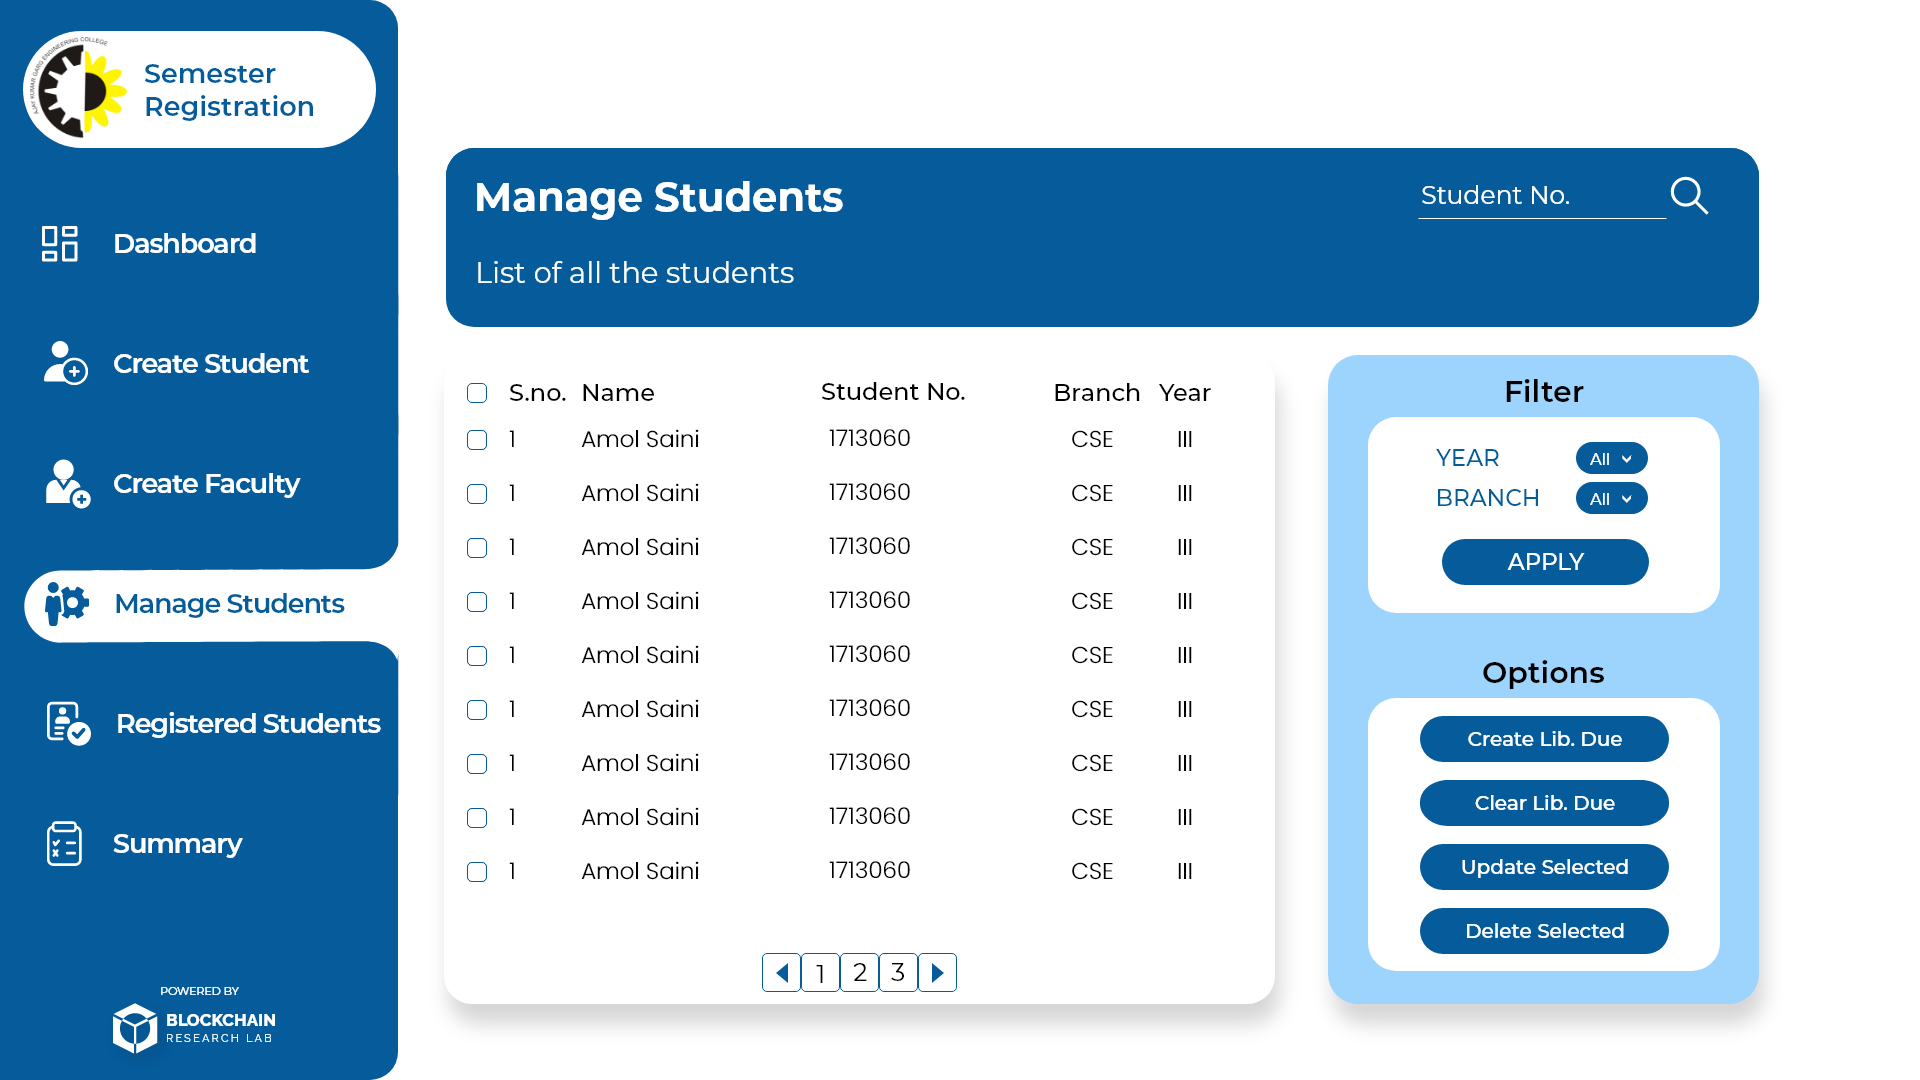 AJAY KUMAR GARG ENGINEERING COLLEGE
Semester
Registration
Dashboard
Create Student
Create Faculty
Manage Students
Registered Students
Summary
POWERED BY
BLOCKCHAIN
RESEARCH LAB
Manage Students
Student No.
List of all the students
S.no. Name Student No. Branch Year
1 Amol Saini 1713060 CSE III
1 Amol Saini 1713060 CSE III
1 Amol Saini 1713060 CSE III
1 Amol Saini 1713060 CSE III
1 Amol Saini 1713060 CSE III
1 Amol Saini 1713060 CSE III
1 Amol Saini 1713060 CSE III
1 Amol Saini 1713060 CSE III
1 Amol Saini 1713060 CSE III
1 2 3
Filter
YEAR All
BRANCH All
APPLY
Options
Create Lib. Due
Clear Lib. Due
Update Selected
Delete Selected